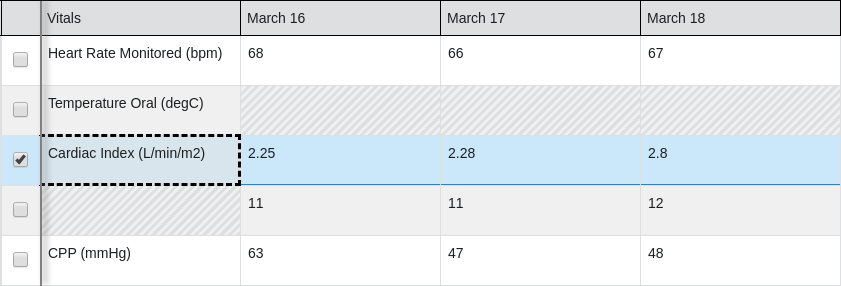 Vitals March 16 March 17 March 18
Heart Rate Monitored (bpm) 68 66 67
Temperature Oral (degC)
Cardiac Index (L/min/m2) 2.25 2.28 2.8
11 11 12
CPP (mmHg) 63 47 48